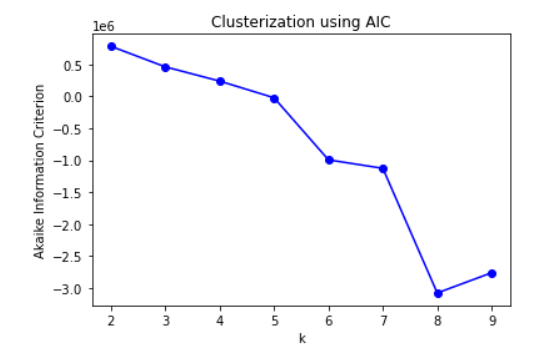 Clusterization using AIC
1e6
0.5
0.0
−0.5
−1.0
−1.5
−2.0
−2.5
−3.0
Akaike Information Criterion
2 3 4 5 6 7 8 9
k